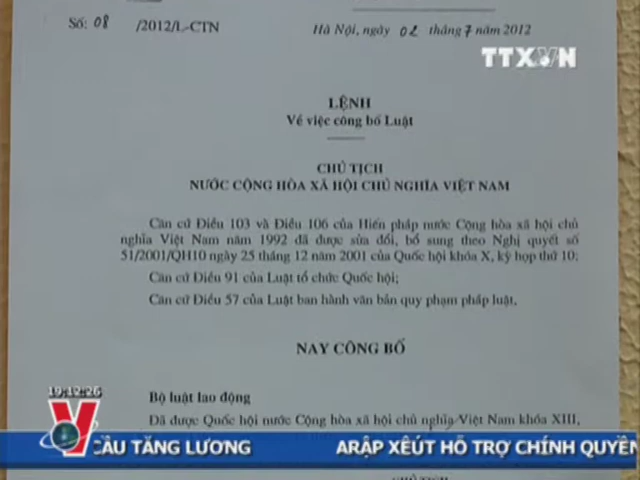 Số: 08 /2012/L-CTN
Hà Nội, ngày 02 tháng 7 năm 2012
TTXVN
LỆNH
Về việc công bố Luật
CHỦ TỊCH
NƯỚC CỘNG HÒA XÃ HỘI CHỦ NGHĨA VIỆT NAM
Căn cứ Điều 103 và Điều 106 của Hiến pháp nước Cộng hòa xã hội chủ
nghĩa Việt Nam năm 1992 đã được sửa đổi, bổ sung theo Nghị quyết số
51/2001/QH10 ngày 25 tháng 12 năm 2001 của Quốc hội khóa X, kỳ họp thứ 10;
Căn cứ Điều 91 của Luật tổ chức Quốc hội;
Căn cứ Điều 57 của Luật ban hành văn bản quy phạm pháp luật,
NAY CÔNG BỐ
Bộ luật lao động
Đã được Quốc hội nước Cộng hòa xã hội chủ nghĩa Việt Nam khóa XIII,
19:12:26
V
CẦU TĂNG LƯƠNG ARẬP XÊÚT HỖ TRỢ CHÍNH QUYỀN